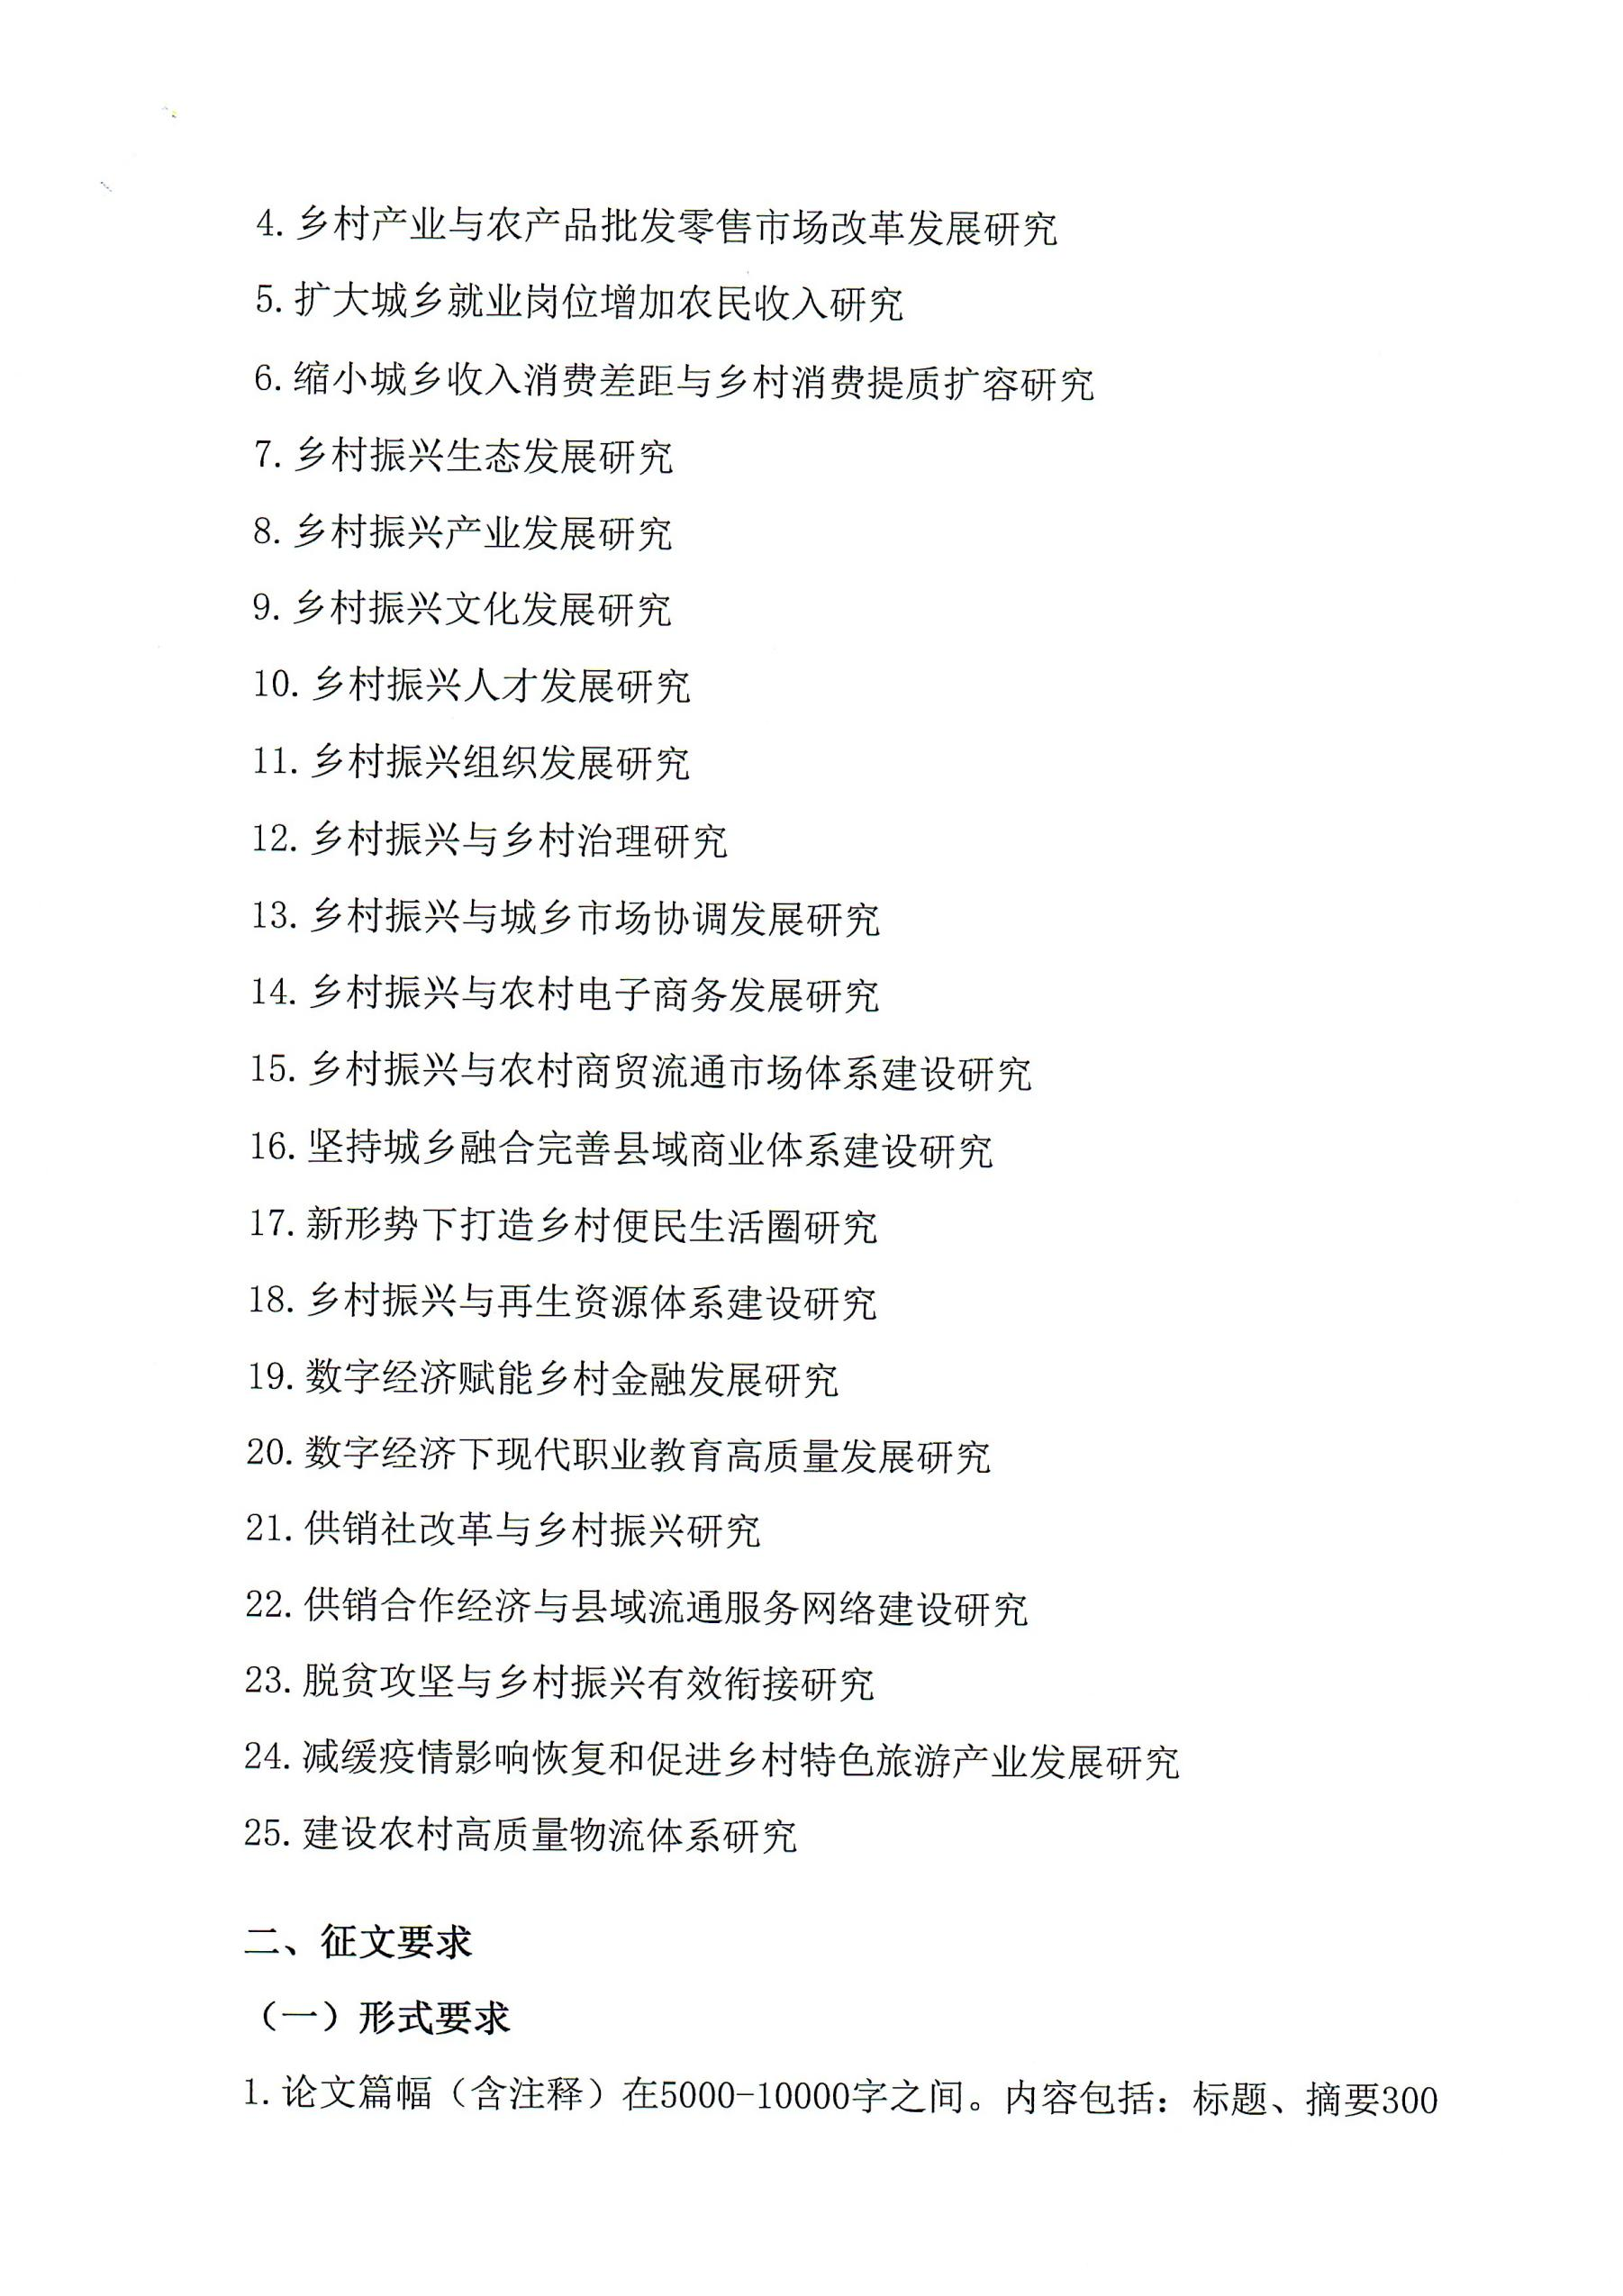 4. 乡村产业与农产品批发零售市场改革发展研究
5. 扩大城乡就业岗位增加农民收入研究
6. 缩小城乡收入消费差距与乡村消费提质扩容研究
7. 乡村振兴生态发展研究
8. 乡村振兴产业发展研究
9. 乡村振兴文化发展研究
10. 乡村振兴人才发展研究
11. 乡村振兴组织发展研究
12. 乡村振兴与乡村治理研究
13. 乡村振兴与城乡市场协调发展研究
14. 乡村振兴与农村电子商务发展研究
15. 乡村振兴与农村商贸流通市场体系建设研究
16. 坚持城乡融合完善县域商业体系建设研究
17. 新形势下打造乡村便民生活圈研究
18. 乡村振兴与再生资源体系建设研究
19. 数字经济赋能乡村金融发展研究
20. 数字经济下现代职业教育高质量发展研究
21. 供销社改革与乡村振兴研究
22. 供销合作经济与县域流通服务网络建设研究
23. 脱贫攻坚与乡村振兴有效衔接研究
24. 减缓疫情影响恢复和促进乡村特色旅游产业发展研究
25. 建设农村高质量物流体系研究
二、征文要求
（一）形式要求
1. 论文篇幅（含注释）在5000-10000字之间。内容包括：标题、摘要300